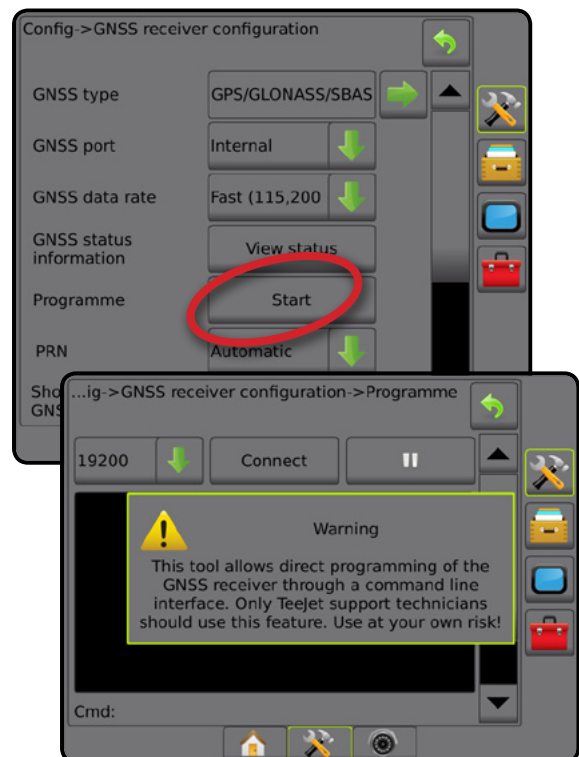 Config->GNSS receiver configuration
GNSS type
GPS/GLONASS/SBAS
GNSS port
Internal
GNSS data rate
Fast (115,200
GNSS status
information
View status
Programme
Start
PRN
Automatic
Sho
GNS
...ig->GNSS receiver configuration->Programme
19200
Connect
Warning
This tool allows direct programming of the
GNSS receiver through a command line
interface. Only TeeJet support technicians
should use this feature. Use at your own risk!
Cmd: